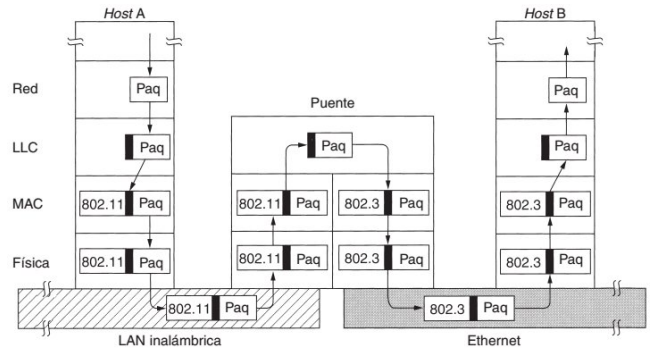 Host A
Host B
Red
Paq
Puente
Paq
LLC
Paq
Paq
Paq
MAC
802.11 Paq
802.11 Paq
802.3 Paq
802.3 Paq
Física
802.11 Paq
802.11 Paq
802.3 Paq
802.3 Paq
802.11 Paq
802.3 Paq
LAN inalámbrica
Ethernet